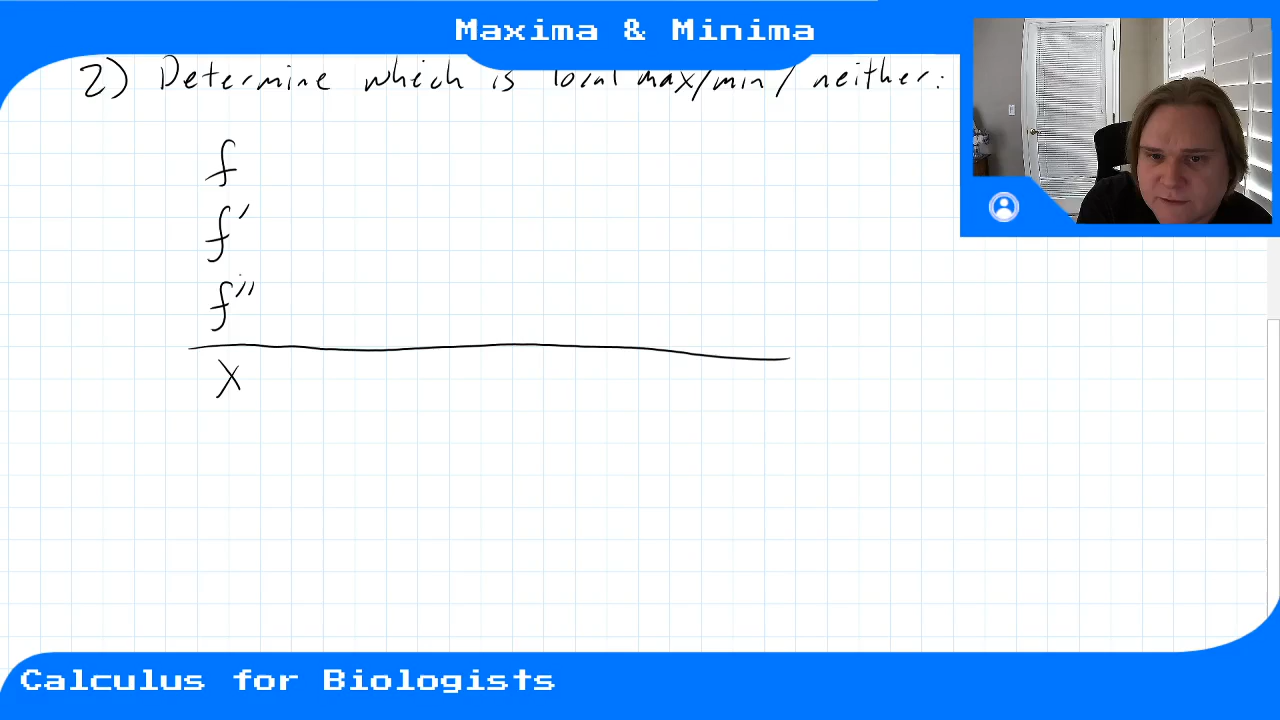 Maxima & Minima
2) Determine which is local max/min/ neither:
f
f′
f″
x
Calculus for Biologists